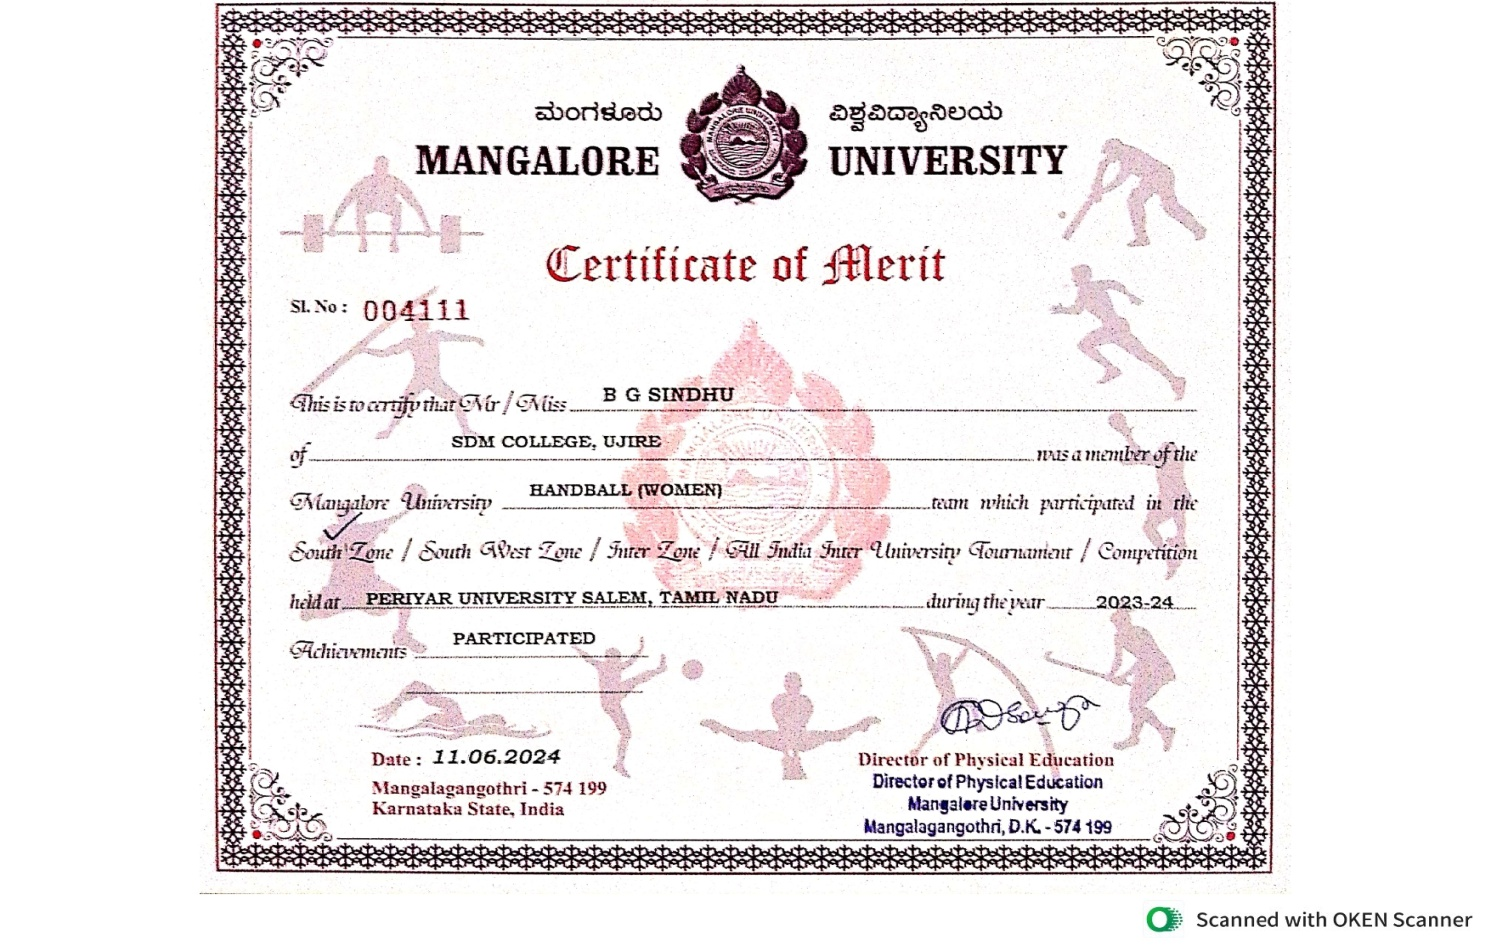 ಮಂಗಳೂರು ವಿಶ್ವವಿದ್ಯಾನಿಲಯ
MANGALORE UNIVERSITY
Certificate of Merit
Sl. No : 004111
This is to certify that Mr / Miss B G SINDHU
of SDM COLLEGE, UJIRE was a member of the
Mangalore University HANDBALL (WOMEN) team which participated in the
South Zone / South West Zone / Inter Zone / All India Inter University Tournament / Competition
held at PERIYAR UNIVERSITY SALEM, TAMIL NADU during the year 2023-24
Achievements PARTICIPATED
Date : 11.06.2024
Mangalagangothri - 574 199
Karnataka State, India
Director of Physical Education
Director of Physical Education
Mangalore University
Mangalagangothri, D.K. - 574 199
Scanned with OKEN Scanner